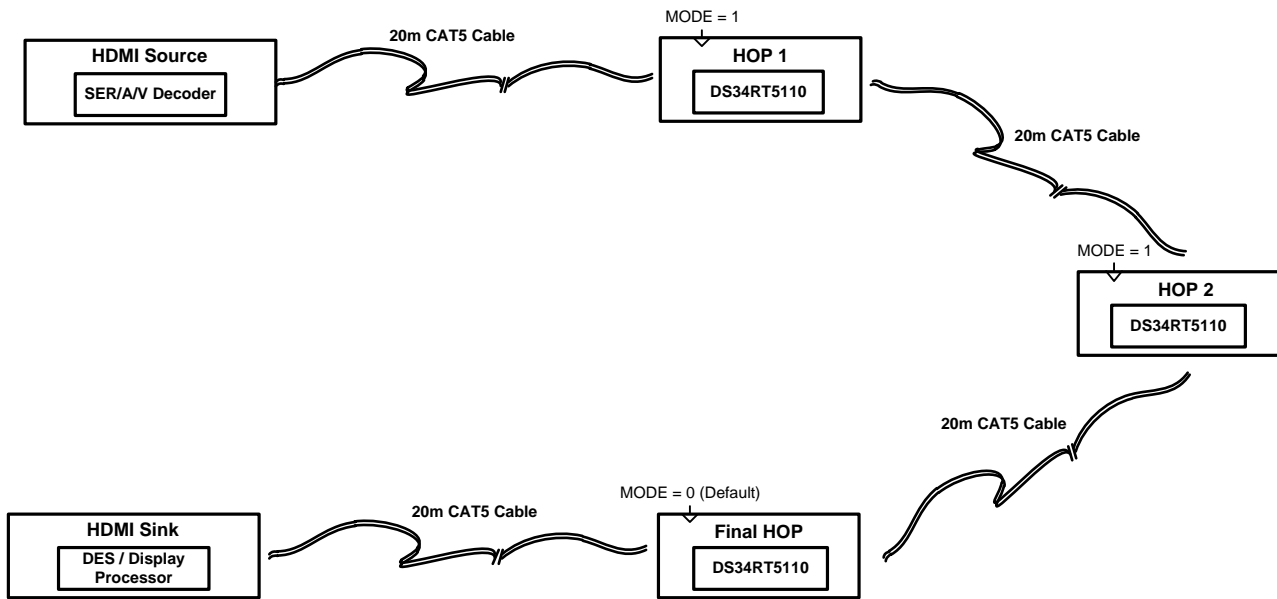 MODE = 1
HDMI Source
SER/A/V Decoder
20m CAT5 Cable
HOP 1
DS34RT5110
20m CAT5 Cable
MODE = 1
HOP 2
DS34RT5110
20m CAT5 Cable
MODE = 0 (Default)
Final HOP
DS34RT5110
20m CAT5 Cable
HDMI Sink
DES / Display
Processor